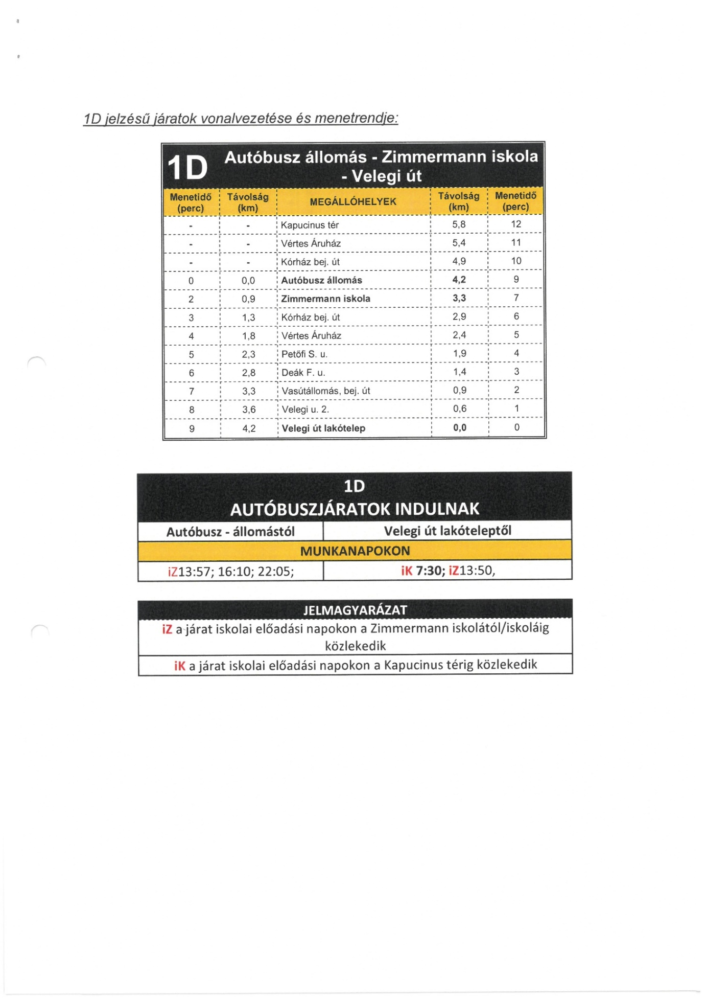 1D jelzésű járatok vonalvezetése és menetrendje:
1D
Autóbusz állomás - Zimmermann iskola
- Velegi út
Menetidő (perc) Távolság (km) MEGÁLLÓHELYEK Távolság (km) Menetidő (perc)
- - Kapucinus tér 5,8 12
- - Vértes Áruház 5,4 11
- - Kórház bej. út 4,9 10
0 0,0 Autóbusz állomás 4,2 9
2 0,9 Zimmermann iskola 3,3 7
3 1,3 Kórház bej. út 2,9 6
4 1,8 Vértes Áruház 2,4 5
5 2,3 Petőfi S. u. 1,9 4
6 2,8 Deák F. u. 1,4 3
7 3,3 Vasútállomás, bej. út 0,9 2
8 3,6 Velegi u. 2. 0,6 1
9 4,2 Velegi út lakótelep 0,0 0
1D
AUTÓBUSZJÁRATOK INDULNAK
Autóbusz - állomástól Velegi út lakóteleptől
MUNKANAPOKON
iZ13:57; 16:10; 22:05; iK 7:30; iZ13:50,
JELMAGYARÁZAT
iZ a járat iskolai előadási napokon a Zimmermann iskolától/iskoláig
közlekedik
iK a járat iskolai előadási napokon a Kapucinus térig közlekedik